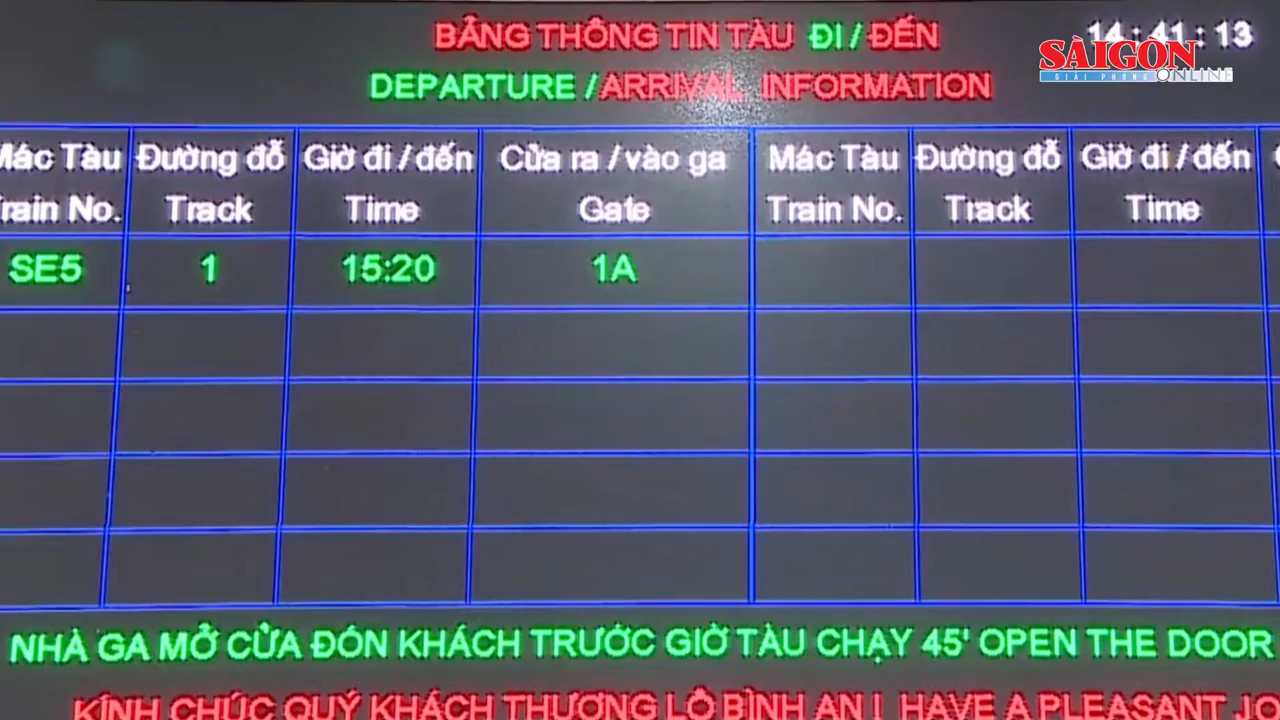 BẢNG THÔNG TIN TÀU ĐI / ĐẾN
14 : 41 : 13
SÀI GÒN
GIẢI PHÓNG ONLINE
DEPARTURE / ARRIVAL INFORMATION
Mác Tàu Đường đỗ Giờ đi / đến Cửa ra / vào ga Mác Tàu Đường đỗ Giờ đi / đến
Train No. Track Time Gate Train No. Track Time
SE5 1 15:20 1A
NHÀ GA MỞ CỬA ĐÓN KHÁCH TRƯỚC GIỜ TÀU CHẠY 45' OPEN THE DOOR
KÍNH CHÚC QUÝ KHÁCH THƯỢNG LỘ BÌNH AN ! HAVE A PLEASANT JO